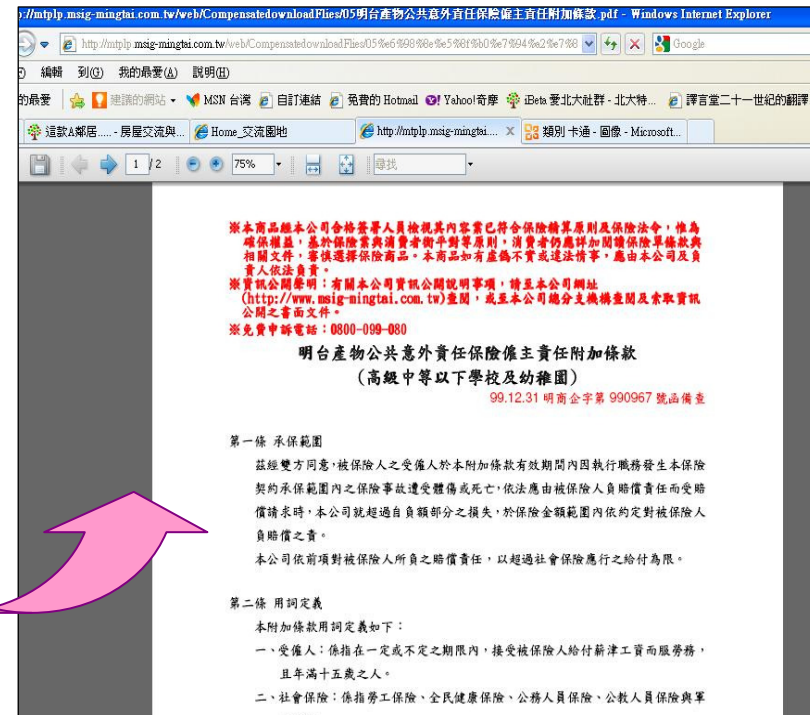 ://mtplp.msig-mingtai.com.tw/web/CompensatedownloadFlies/05明台產物公共意外責任保險僱主責任附加條款.pdf - Windows Internet Explorer
http://mtplp.msig-mingtai.com.tw/web/CompensatedownloadFlies/05%e6%98%8e%e5%8f%b0%e7%94%a2%e7%8
Google
編輯 到(G) 我的最愛(A) 說明(H)
的最愛 建議的網站 MSN 台灣 自訂連結 免費的 Hotmail Yahoo!奇摩 iBeta 愛北大社群 - 北大特... 譯言堂二十一世紀的翻譯
這款A鄰居..... - 房屋交流與... Home_交流園地 http://mtplp.msig-mingtai.... X 類別 卡通 - 圖像 - Microsoft...
1 / 2 75% 尋找
※本商品經本公司合格簽署人員檢視其內容業已符合保險精算原則及保險法令，惟為
確保權益，基於保險業與消費者衡平對等原則，消費者仍應詳加閱讀保險單條款與
相關文件，審慎選擇保險商品。本商品如有虛偽不實或違法情事，應由本公司及負
責人依法負責。
※資訊公開聲明：有關本公司資訊公開說明事項，請至本公司網址
(http://www.msig-mingtai.com.tw)查閱，或至本公司總分支機構查閱及索取資訊
公開之書面文件。
※免費申訴電話：0800-099-080
明台產物公共意外責任保險僱主責任附加條款
(高級中等以下學校及幼稚園)
99.12.31 明商企字第 990967 號函備查
第一條 承保範圍
茲經雙方同意，被保險人之受僱人於本附加條款有效期間內因執行職務發生本保險
契約承保範圍內之保險事故遭受體傷或死亡，依法應由被保險人負賠償責任而受賠
償請求時，本公司就超過自負額部分之損失，於保險金額範圍內依約定對被保險人
負賠償之責。
本公司依前項對被保險人所負之賠償責任，以超過社會保險應行之給付為限。
第二條 用詞定義
本附加條款用詞定義如下：
一、受僱人：係指在一定或不定之期限內，接受被保險人給付薪津工資而服勞務，
且年滿十五歲之人。
二、社會保險：係指勞工保險、全民健康保險、公務人員保險、公教人員保險與軍